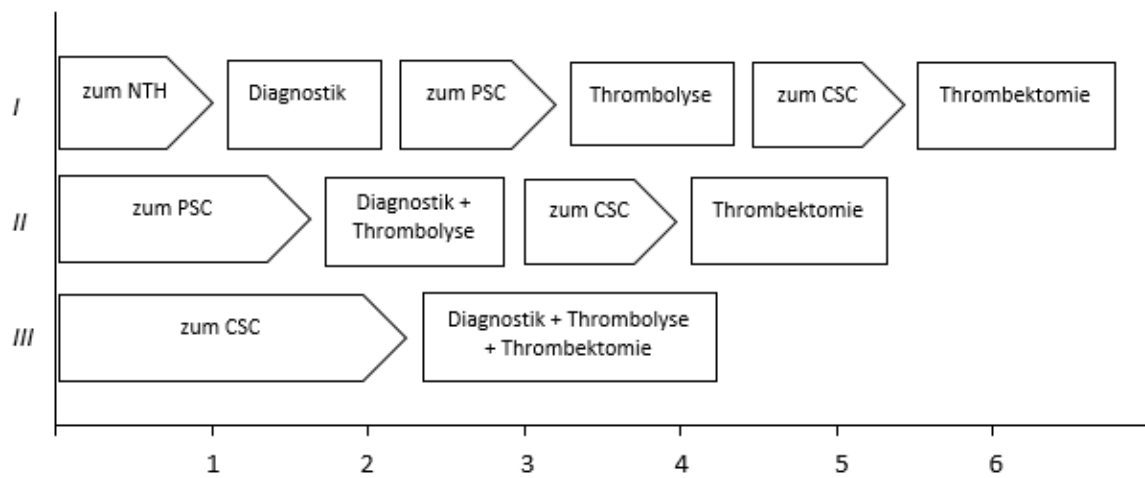 I
zum NTH
Diagnostik
zum PSC
Thrombolyse
zum CSC
Thrombektomie
II
zum PSC
Diagnostik +
Thrombolyse
zum CSC
Thrombektomie
III
zum CSC
Diagnostik + Thrombolyse
+ Thrombektomie
1 2 3 4 5 6